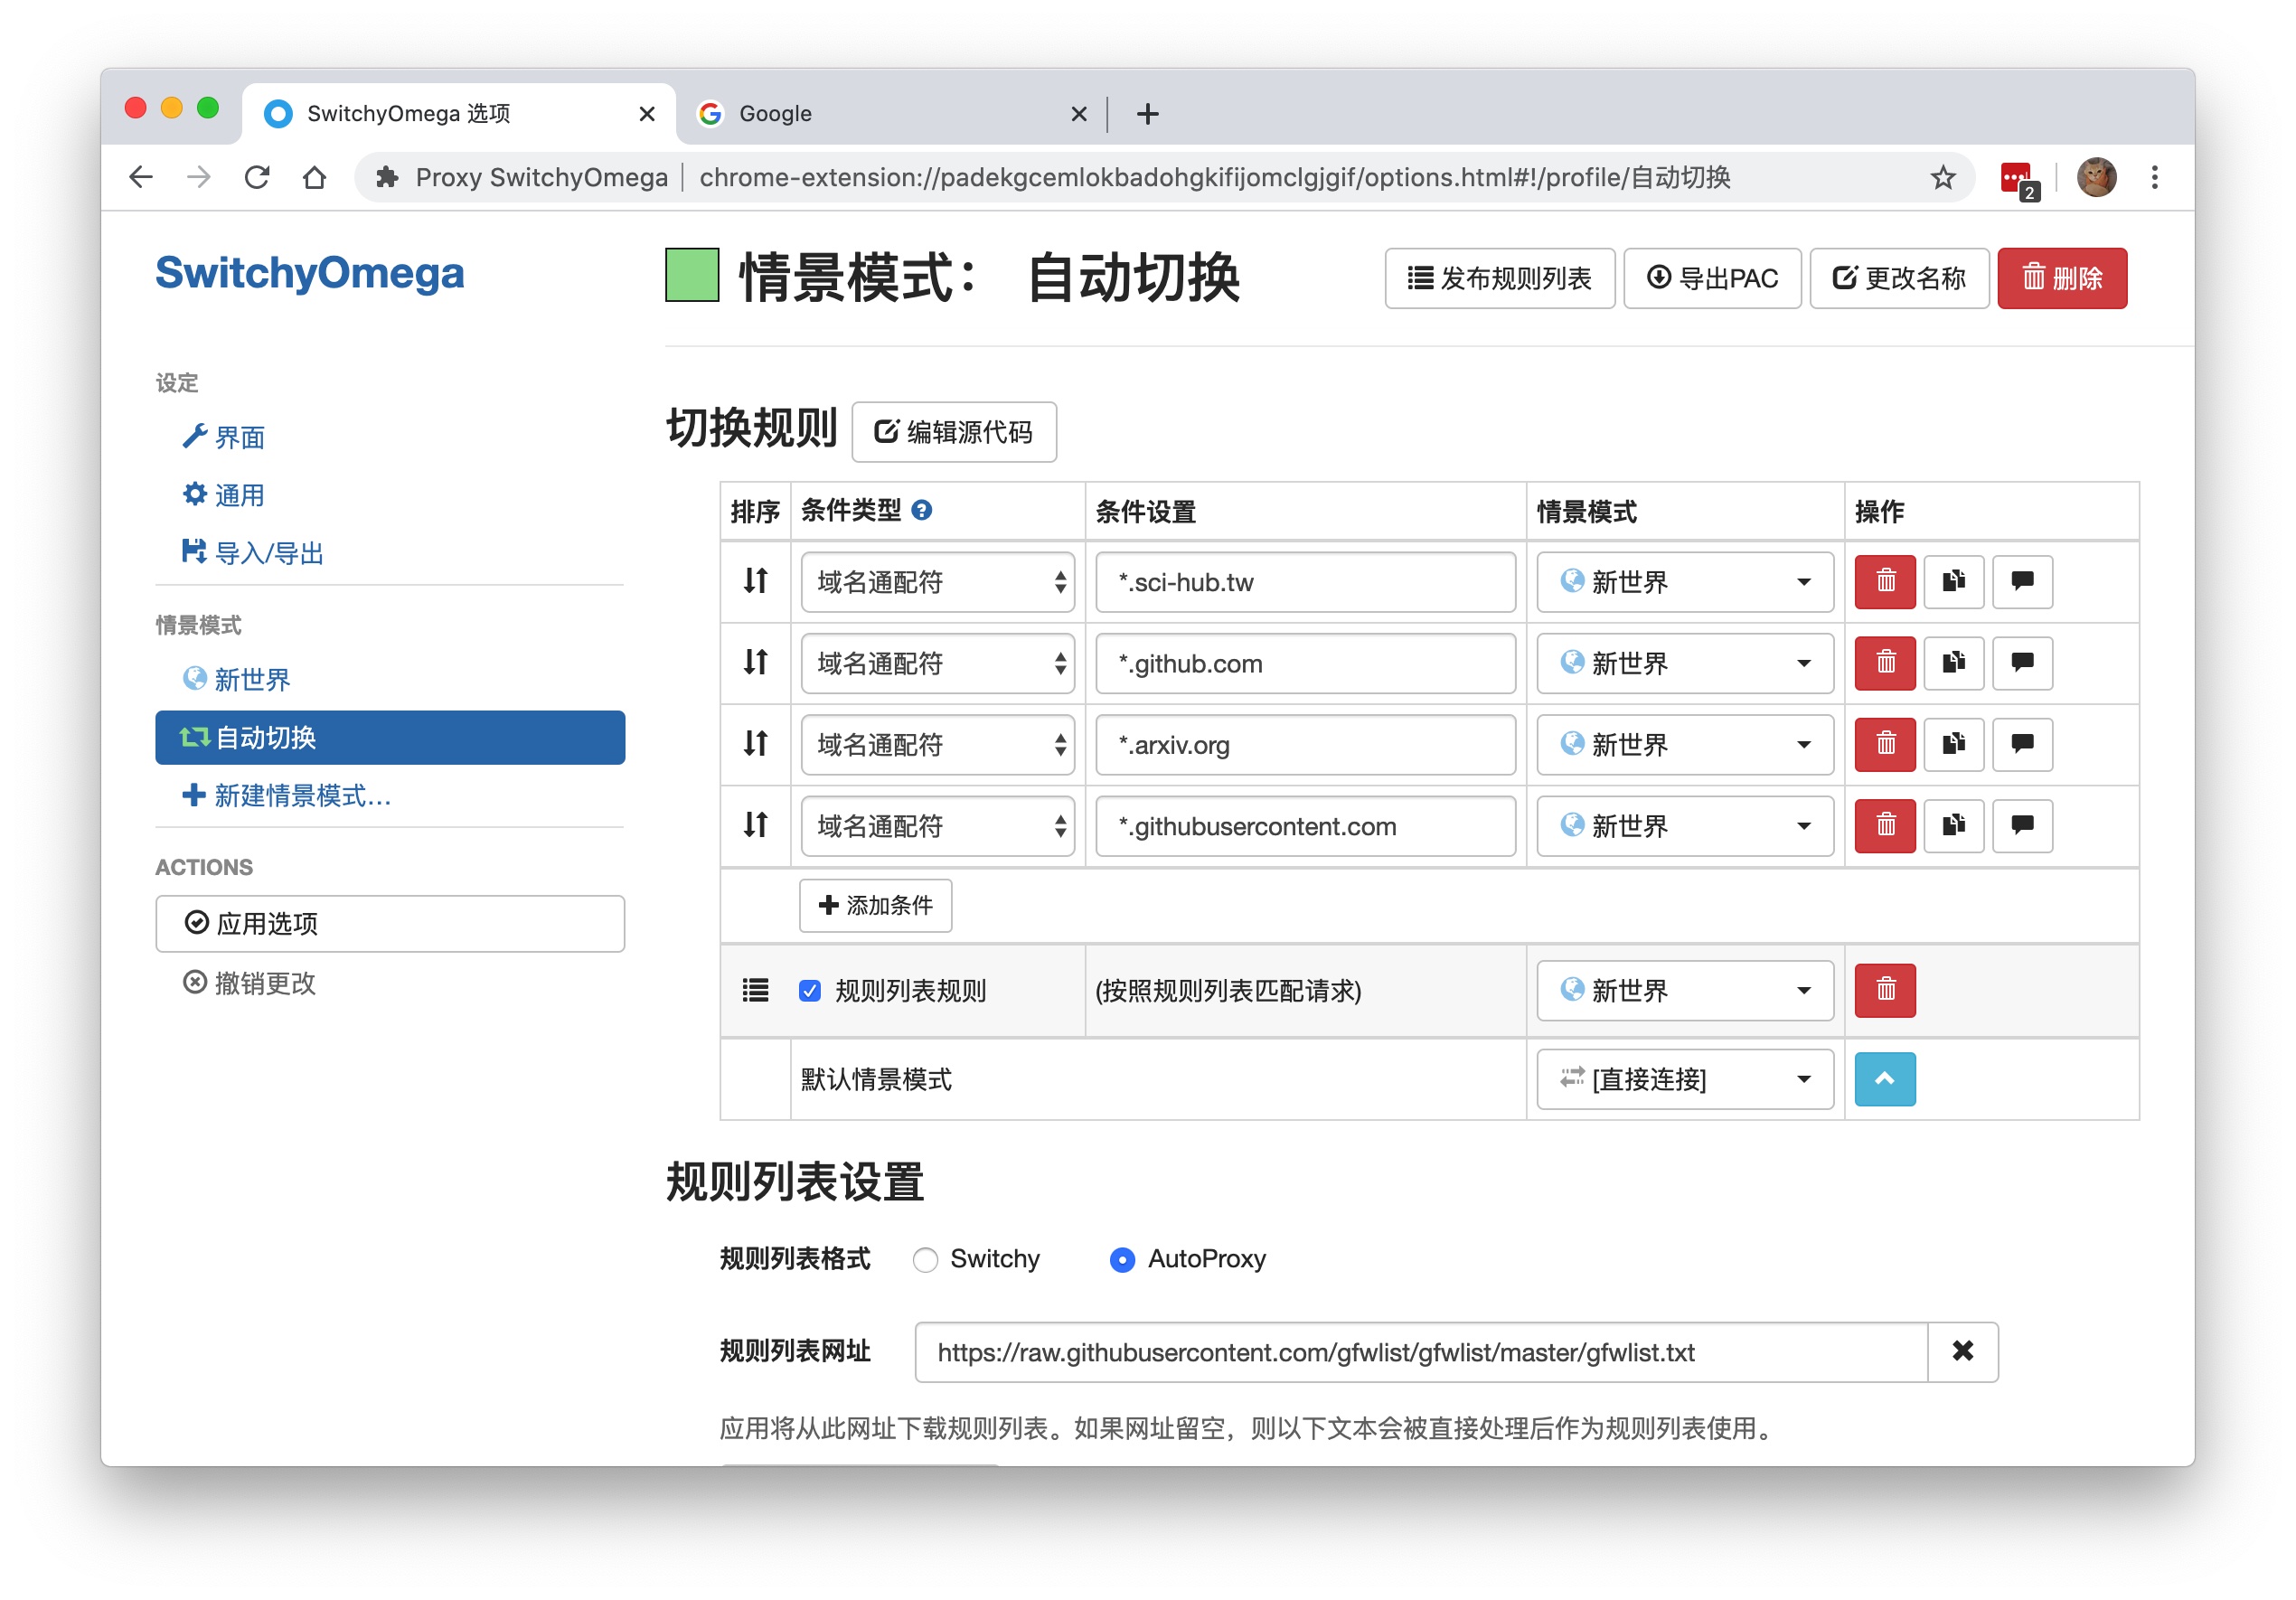 SwitchyOmega 选项
Google
Proxy SwitchyOmega
chrome-extension://padekgcemlokbadohgkifijomclgjgif/options.html#!/profile/自动切换
2
SwitchyOmega
设定
界面
通用
导入/导出
情景模式
新世界
自动切换
新建情景模式...
ACTIONS
应用选项
撤销更改
情景模式: 自动切换
发布规则列表
导出PAC
更改名称
删除
切换规则
编辑源代码
排序 条件类型 ? 条件设置 情景模式 操作
域名通配符 *.sci-hub.tw 新世界
域名通配符 *.github.com 新世界
域名通配符 *.arxiv.org 新世界
域名通配符 *.githubusercontent.com 新世界
添加条件
规则列表规则 (按照规则列表匹配请求) 新世界
默认情景模式 [直接连接]
规则列表设置
规则列表格式 Switchy AutoProxy
规则列表网址 https://raw.githubusercontent.com/gfwlist/gfwlist/master/gfwlist.txt
应用将从此网址下载规则列表。如果网址留空，则以下文本会被直接处理后作为规则列表使用。